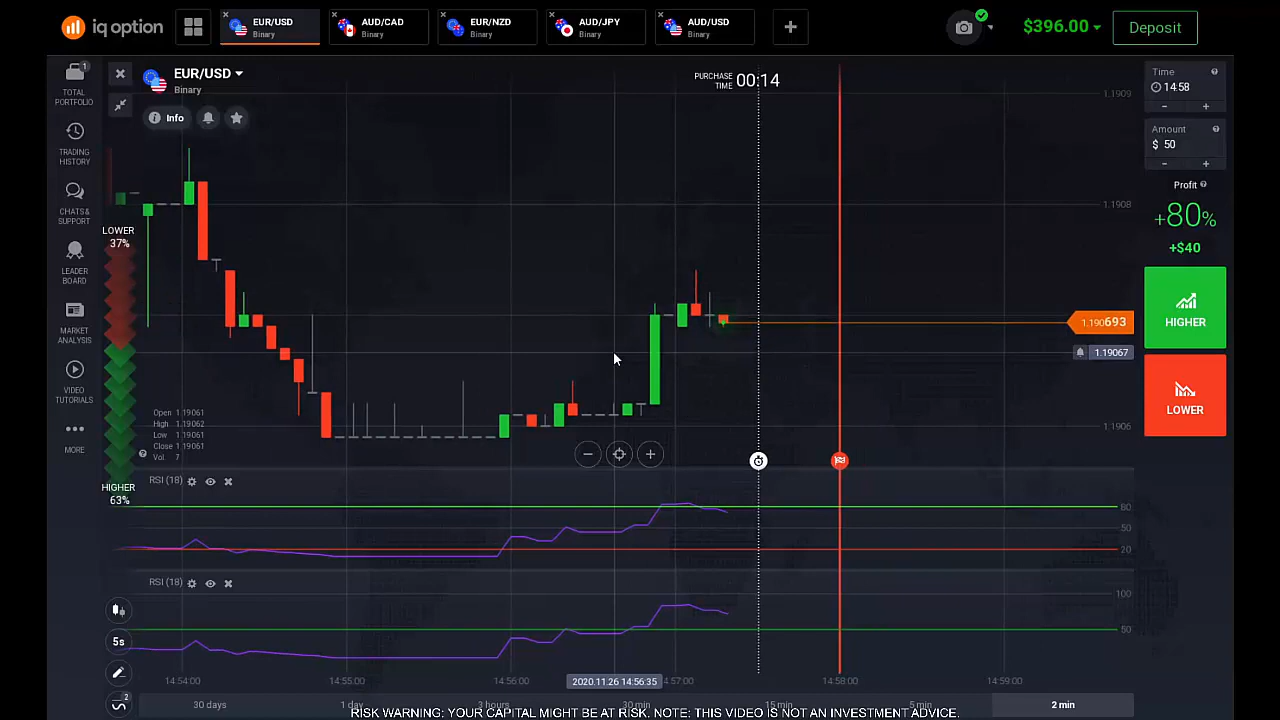 iq option
EUR/USD
Binary
AUD/CAD
Binary
EUR/NZD
Binary
AUD/JPY
Binary
AUD/USD
Binary
$396.00
Deposit
1
TOTAL
PORTFOLIO
TRADING
HISTORY
CHATS &
SUPPORT
LEADER
BOARD
MARKET
ANALYSIS
VIDEO
TUTORIALS
MORE
EUR/USD
Binary
Info
PURCHASE
TIME
00:14
LOWER
37%
HIGHER
63%
Open 1.19061
High 1.19062
Low 1.19061
Close 1.19061
Vol. 7
1.1909
1.1908
1.190693
1.19067
1.1906
RSI (18)
80
50
20
RSI (18)
100
50
5s
2
14:54:00
14:55:00
14:56:00
2020.11.26 14:56:35
14:57:00
14:58:00
14:59:00
30 days
1 day
3 hours
30 min
15 min
5 min
2 min
RISK WARNING: YOUR CAPITAL MIGHT BE AT RISK. NOTE: THIS VIDEO IS NOT AN INVESTMENT ADVICE.
Time
14:58
- +
Amount
$ 50
- +
Profit
+80%
+$40
HIGHER
LOWER